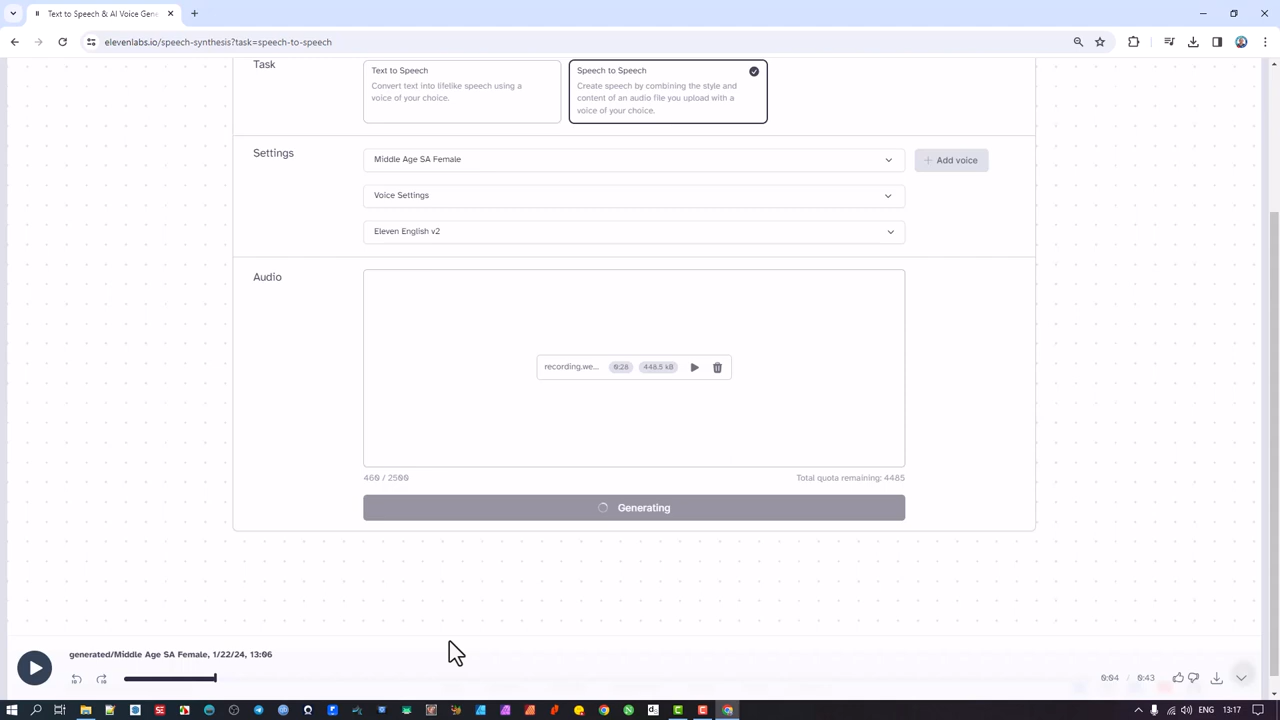 Text to Speech & AI Voice Gene
elevenlabs.io/speech-synthesis?task=speech-to-speech
Task
Text to Speech
Convert text into lifelike speech using a
voice of your choice.
Speech to Speech
Create speech by combining the style and
content of an audio file you upload with a
voice of your choice.
Settings
Middle Age SA Female
+ Add voice
Voice Settings
Eleven English v2
Audio
recording.we...
0:28
448.5 kB
460 / 2500
Total quota remaining: 4485
Generating
generated/Middle Age SA Female, 1/22/24, 13:06
0:04 / 0:43
ENG
13:17